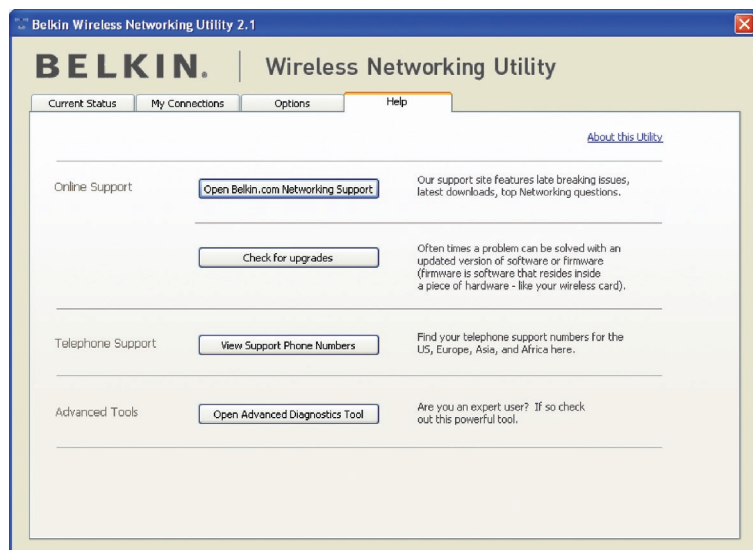 Belkin Wireless Networking Utility 2.1
BELKIN. Wireless Networking Utility
Current Status My Connections Options Help
About this Utility
Online Support
Open Belkin.com Networking Support
Our support site features late breaking issues,
latest downloads, top Networking questions.
Check for upgrades
Often times a problem can be solved with an
updated version of software or firmware
(firmware is software that resides inside
a piece of hardware - like your wireless card).
Telephone Support
View Support Phone Numbers
Find your telephone support numbers for the
US, Europe, Asia, and Africa here.
Advanced Tools
Open Advanced Diagnostics Tool
Are you an expert user? If so check
out this powerful tool.